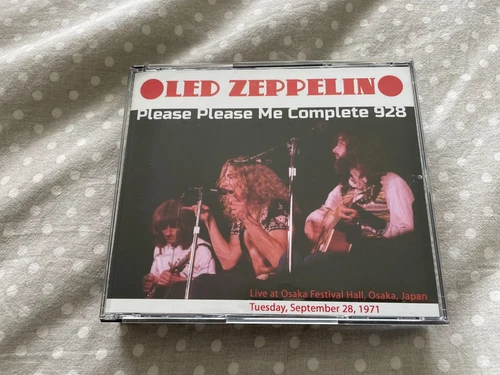 LED ZEPPELIN
Please Please Me Complete 928
Live at Osaka Festival Hall, Osaka, Japan
Tuesday, September 28, 1971